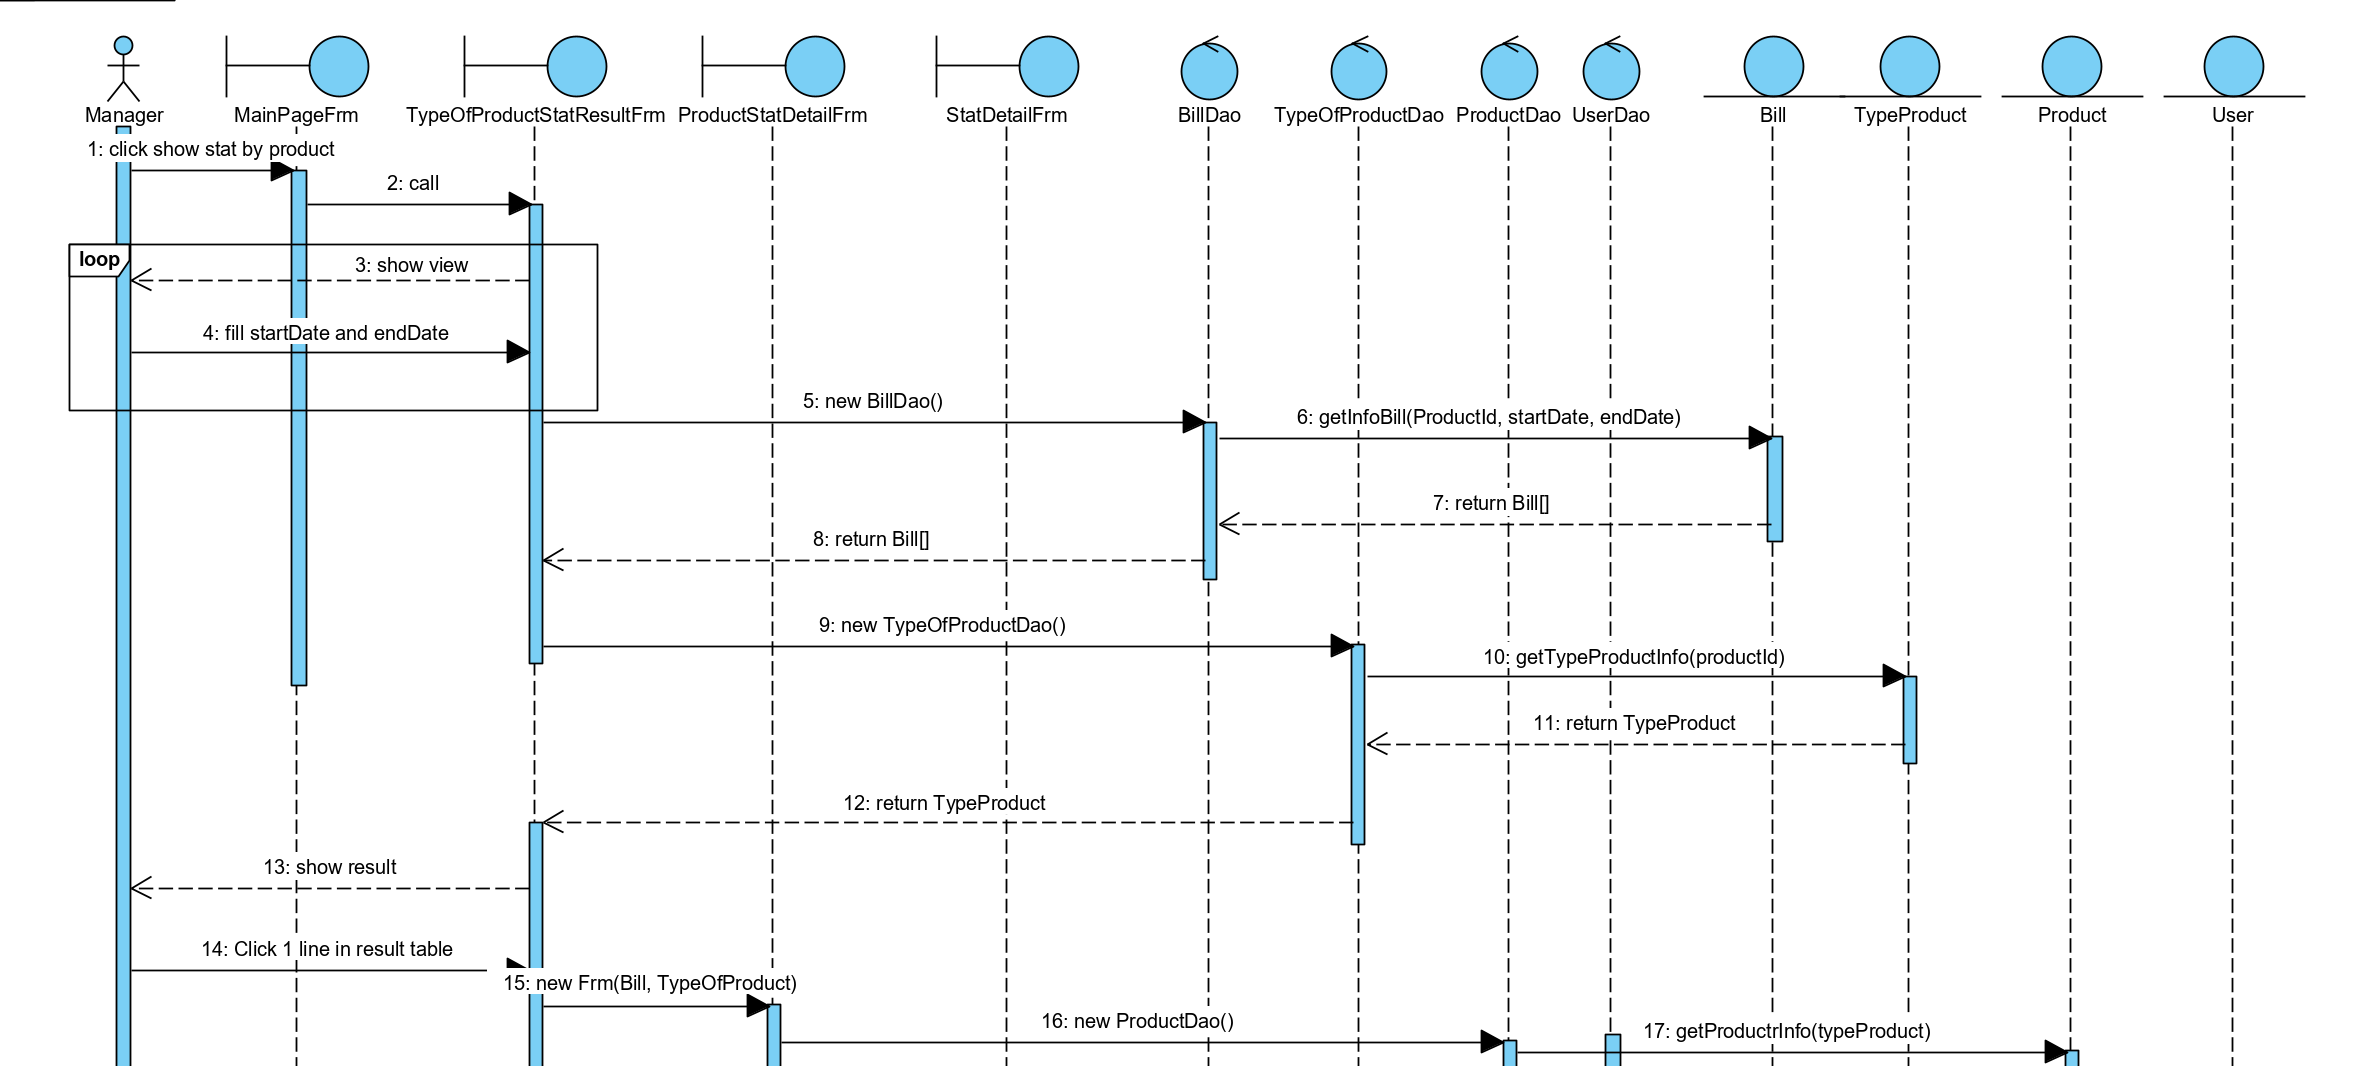 Manager
MainPageFrm
TypeOfProductStatResultFrm
ProductStatDetailFrm
StatDetailFrm
BillDao
TypeOfProductDao
ProductDao
UserDao
Bill
TypeProduct
Product
User
1: click show stat by product
2: call
loop
3: show view
4: fill startDate and endDate
5: new BillDao()
6: getInfoBill(ProductId, startDate, endDate)
7: return Bill[]
8: return Bill[]
9: new TypeOfProductDao()
10: getTypeProductInfo(productId)
11: return TypeProduct
12: return TypeProduct
13: show result
14: Click 1 line in result table
15: new Frm(Bill, TypeOfProduct)
16: new ProductDao()
17: getProductrInfo(typeProduct)